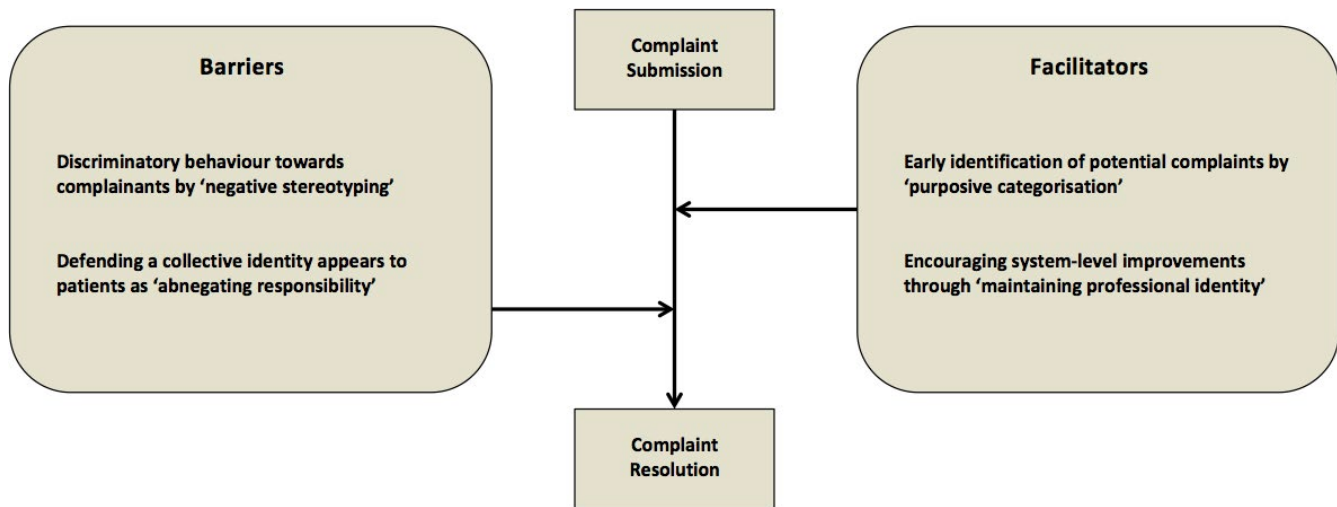 Barriers
Discriminatory behaviour towards
complainants by ‘negative stereotyping’
Defending a collective identity appears to
patients as ‘abnegating responsibility’
Complaint
Submission
Complaint
Resolution
Facilitators
Early identification of potential complaints by
‘purposive categorisation’
Encouraging system-level improvements
through ‘maintaining professional identity’